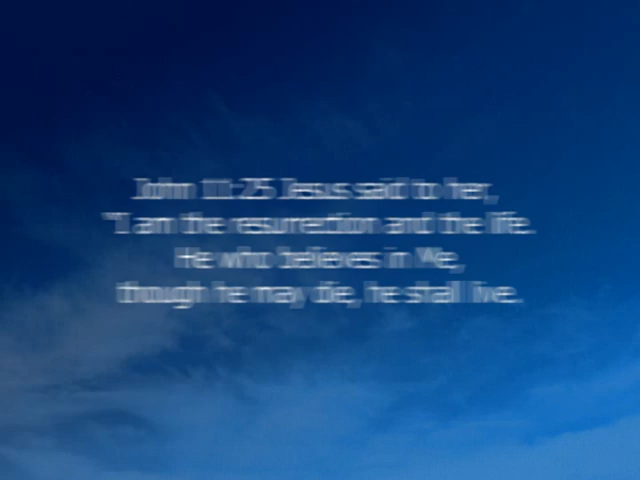 John 11:25 Jesus said to her,
"I am the resurrection and the life.
He who believes in Me,
though he may die, he shall live.